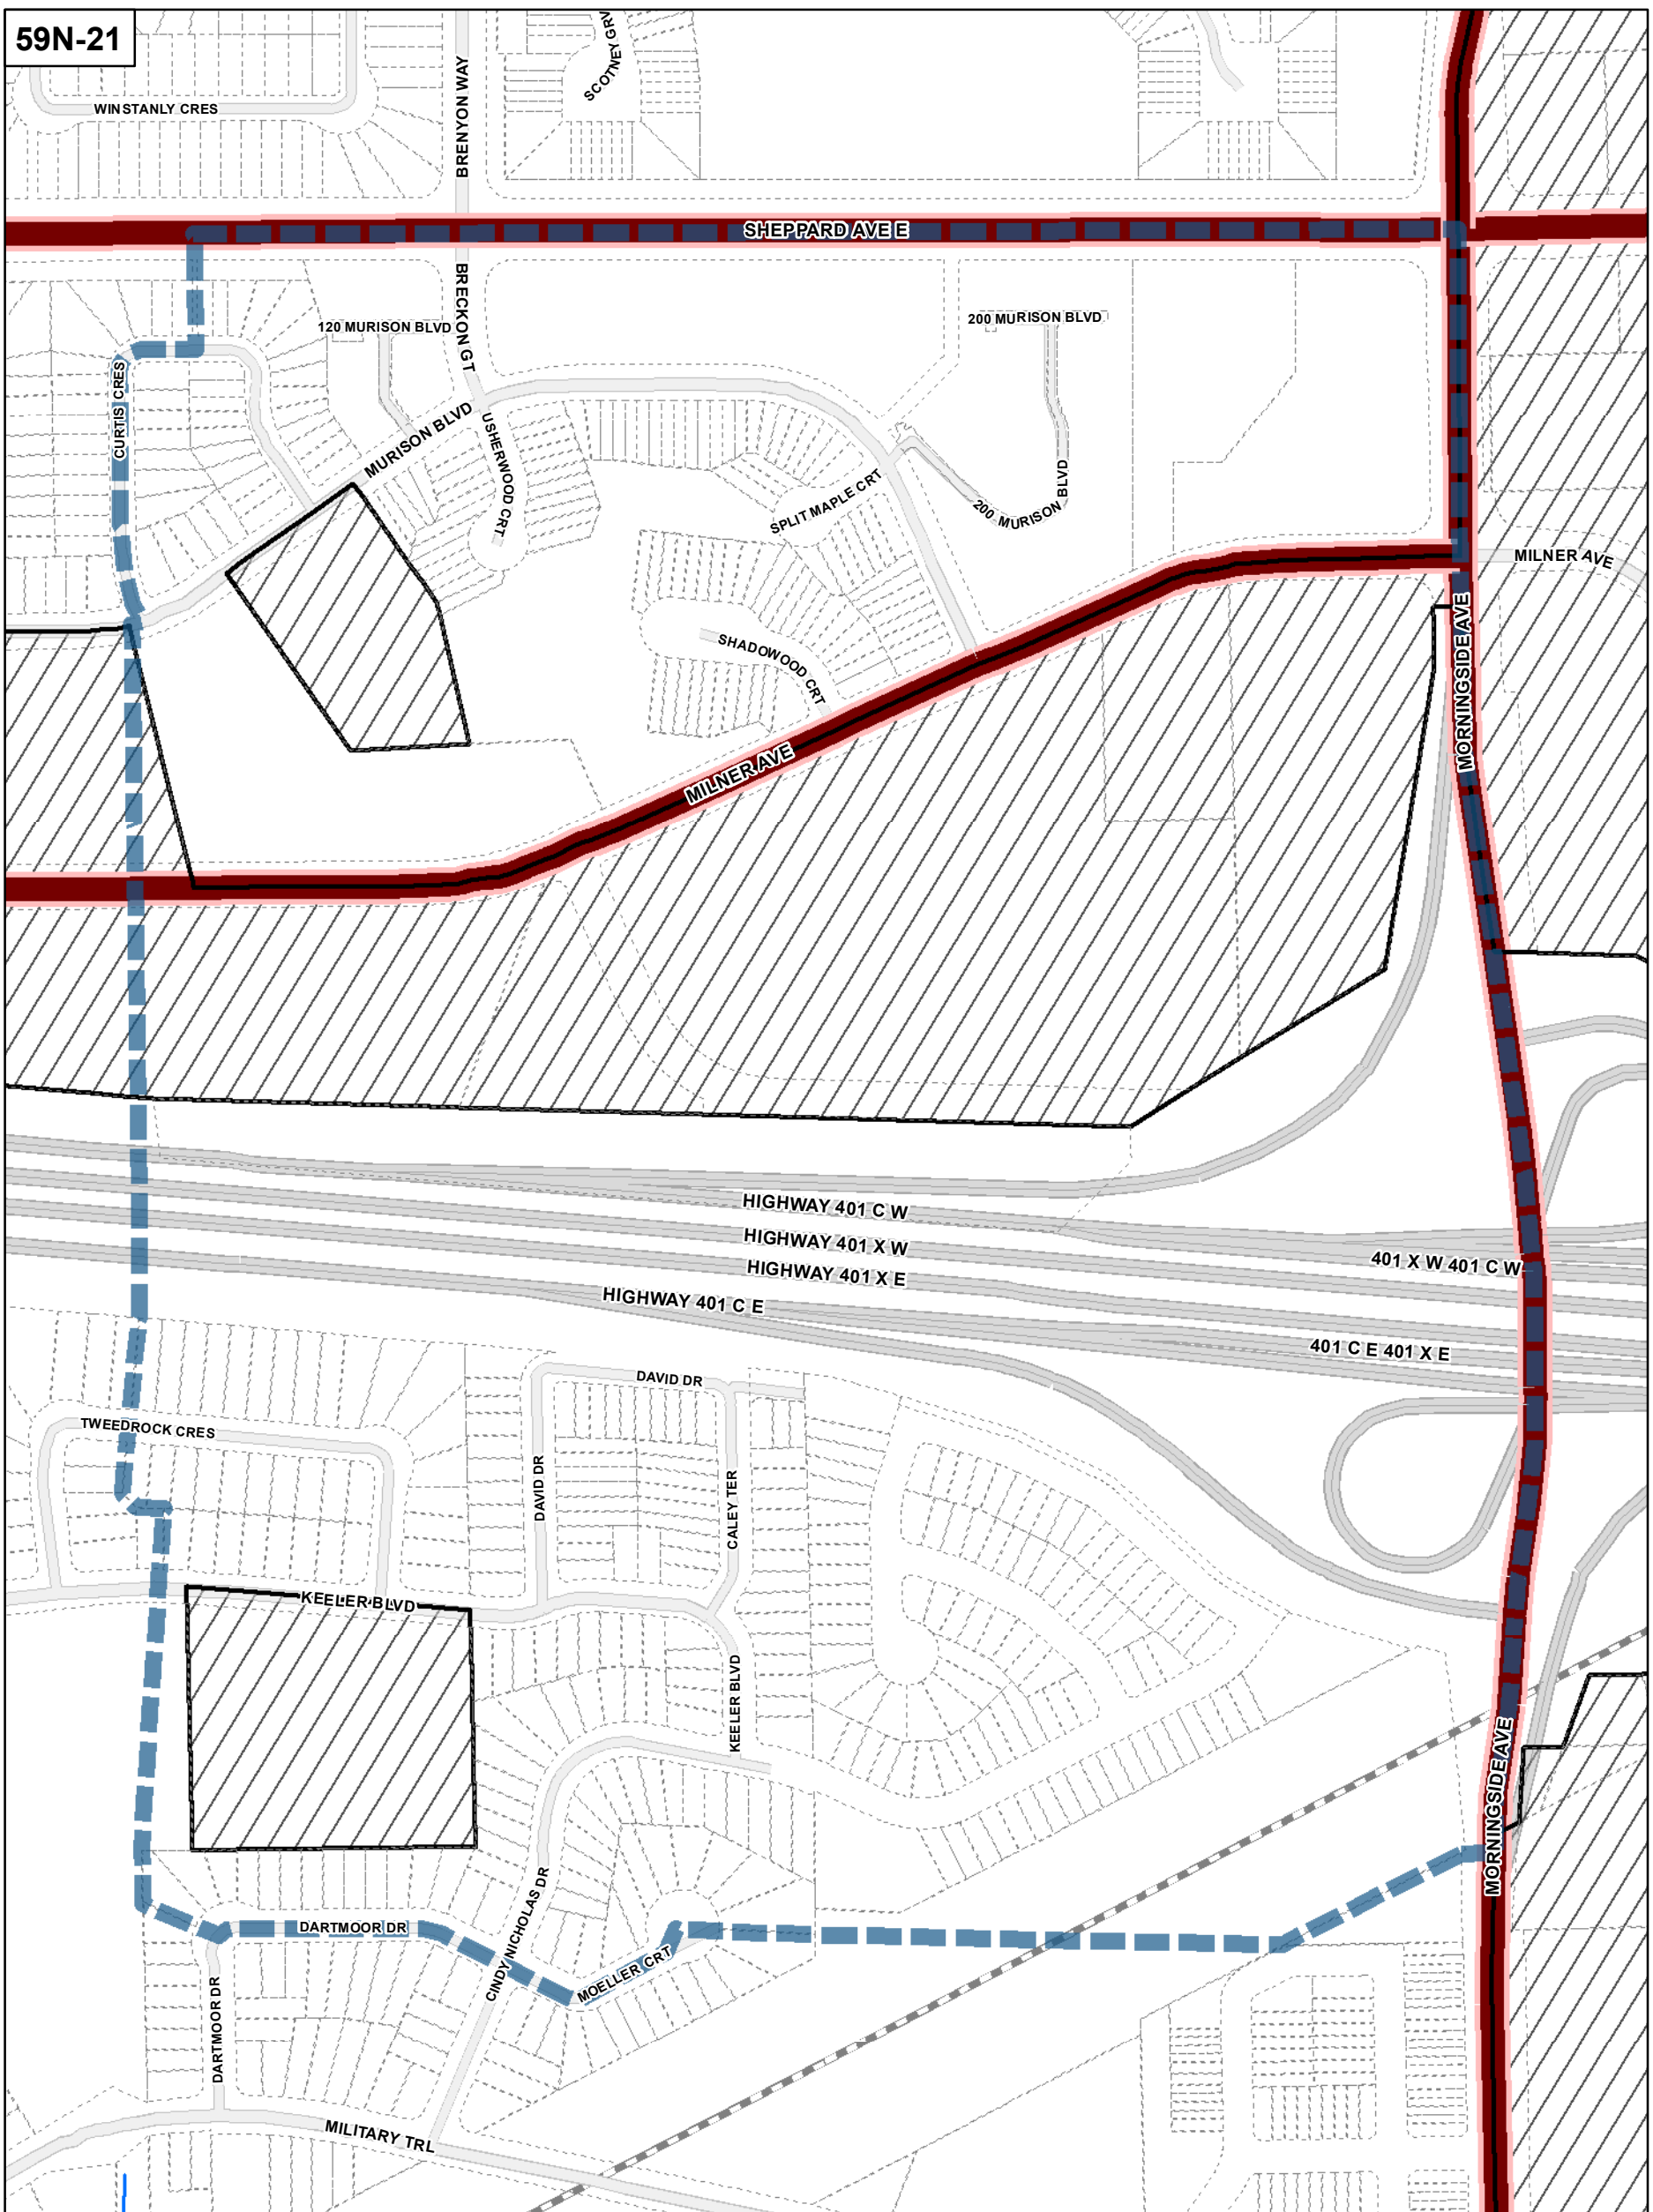 59N-21
SCOTNEY GRV
WINSTANLY CRES
BRENYON WAY
SHEPPARD AVE E
BRECKON GT
120 MURISON BLVD
200 MURISON BLVD
CURTIS CRES
MURISON BLVD
USHERWOOD CRT
SPLIT MAPLE CRT
200 MURISON BLVD
MILNER AVE
SHADOWOOD CRT
MORNINGSIDE AVE
MILNER AVE
HIGHWAY 401 C W
HIGHWAY 401 X W
401 X W 401 C W
HIGHWAY 401 X E
HIGHWAY 401 C E
401 C E 401 X E
DAVID DR
TWEEDROCK CRES
DAVID DR
CALEY TER
KEELER BLVD
KEELER BLVD
MORNINGSIDE AVE
DARTMOOR DR
CINDY NICHOLAS DR
MOELLER CRT
DARTMOOR DR
MILITARY TRL